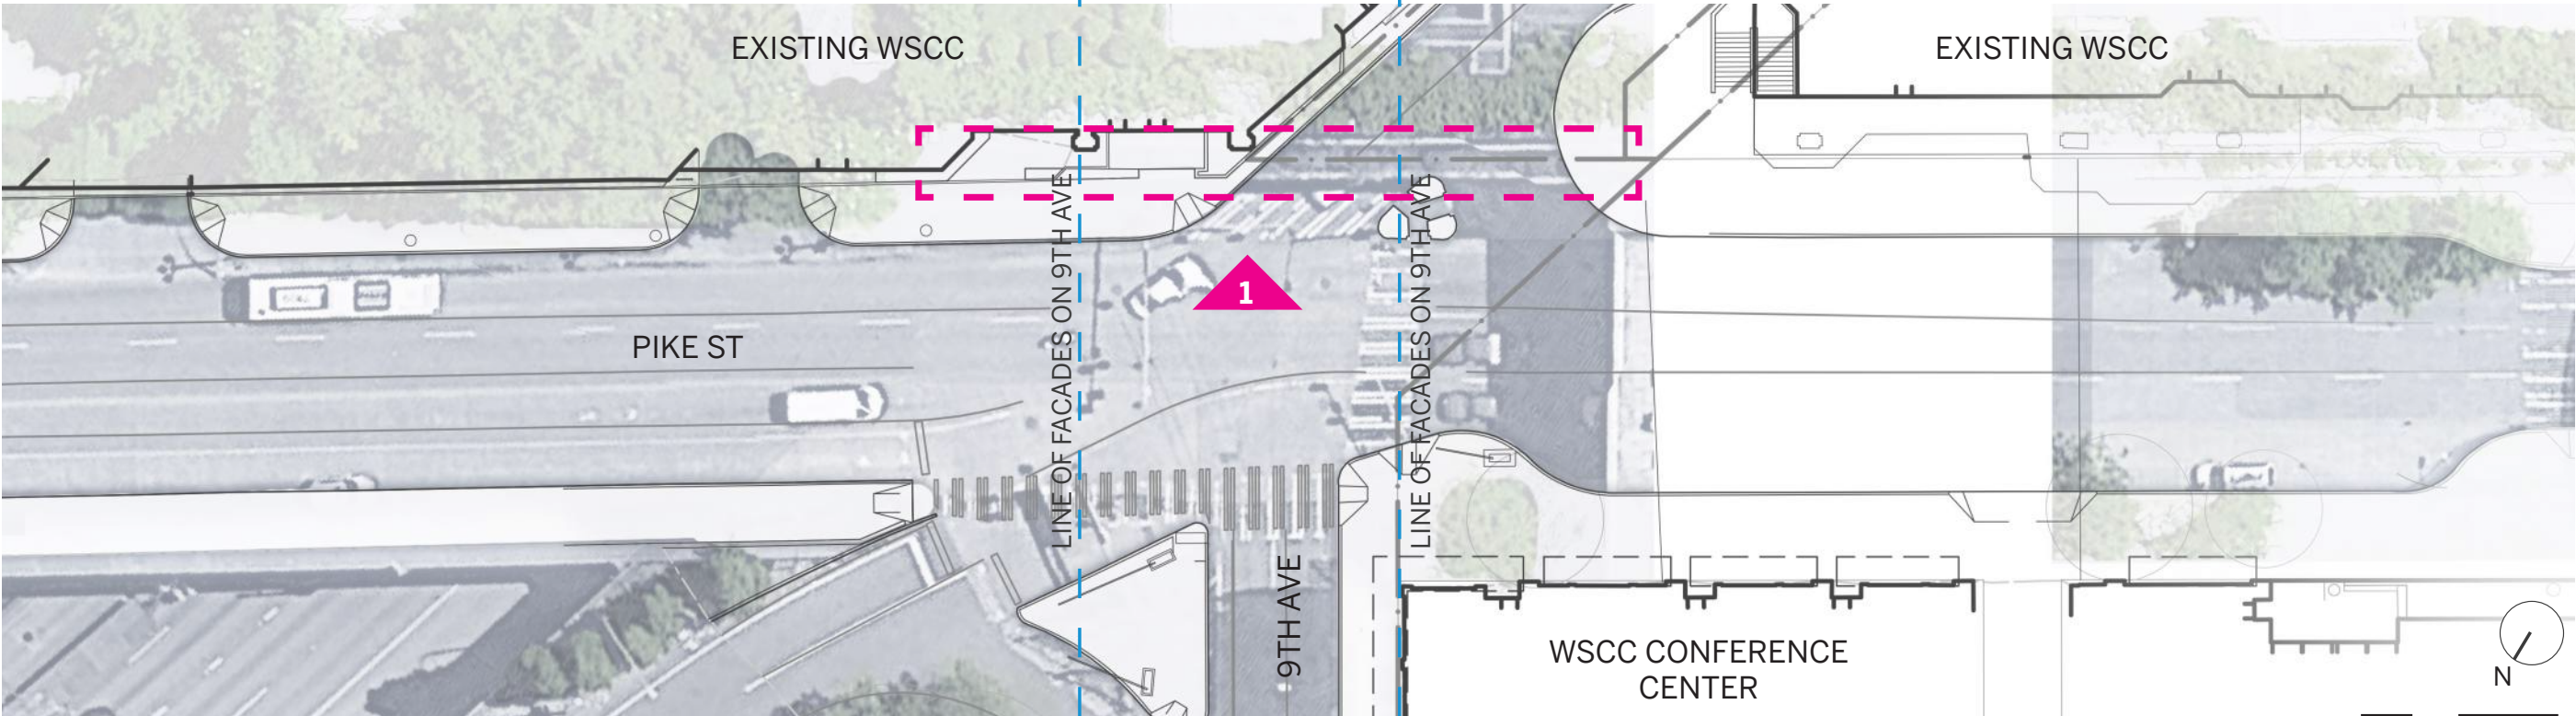 EXISTING WSCC
EXISTING WSCC
LINE OF FACADES ON 9TH AVE
LINE OF FACADES ON 9TH AVE
1
PIKE ST
9TH AVE
WSCC CONFERENCE
CENTER
N